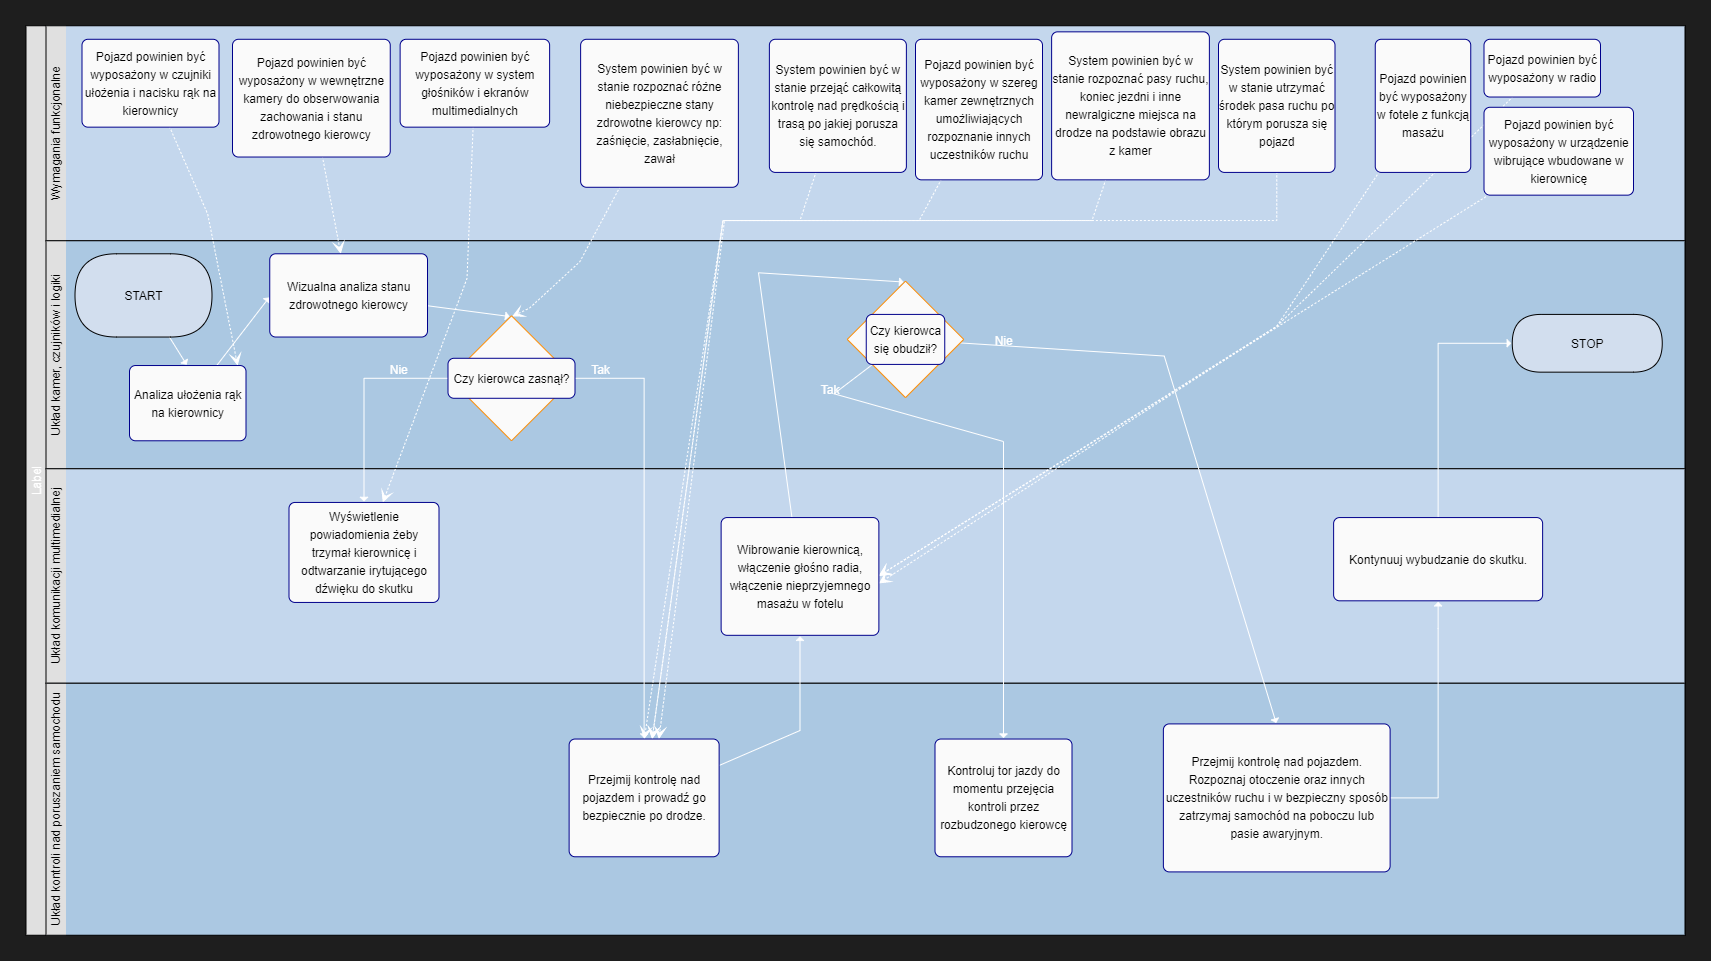 Label
Wymagania funkcjonalne
Pojazd powinien być
wyposażony w czujniki
ułożenia i nacisku rąk na
kierownicy
Pojazd powinien być
wyposażony w wewnętrzne
kamery do obserwowania
zachowania i stanu
zdrowotnego kierowcy
Pojazd powinien być
wyposażony w system
głośników i ekranów
multimedialnych
System powinien być w
stanie rozpoznać różne
niebezpieczne stany
zdrowotne kierowcy np:
zaśnięcie, zasłabnięcie,
zawał
System powinien być w
stanie przejąć całkowitą
kontrolę nad prędkością i
trasą po jakiej porusza
się samochód.
Pojazd powinien być
wyposażony w szereg
kamer zewnętrznych
umożliwiających
rozpoznanie innych
uczestników ruchu
System powinien być w
stanie rozpoznać pasy ruchu,
koniec jezdni i inne
newralgiczne miejsca na
drodze na podstawie obrazu
z kamer
System powinien być
w stanie utrzymać
środek pasa ruchu po
którym porusza się
pojazd
Pojazd powinien
być wyposażony
w fotele z funkcją
masażu
Pojazd powinien być
wyposażony w radio
Pojazd powinien być
wyposażony w urządzenie
wibrujące wbudowane w
kierownicę
Układ kamer, czujników i logiki
START
Analiza ułożenia rąk
na kierownicy
Wizualna analiza stanu
zdrowotnego kierowcy
Nie
Czy kierowca zasnął?
Tak
Czy kierowca
się obudził?
Nie
Tak
STOP
Układ komunikacji multimedialnej
Wyświetlenie
powiadomienia żeby
trzymał kierownicę i
odtwarzanie irytującego
dźwięku do skutku
Wibrowanie kierownicą,
włączenie głośno radia,
włączenie nieprzyjemnego
masażu w fotelu
Kontynuuj wybudzanie do skutku.
Układ kontroli nad poruszaniem samochodu
Przejmij kontrolę nad
pojazdem i prowadź go
bezpiecznie po drodze.
Kontroluj tor jazdy do
momentu przejęcia
kontroli przez
rozbudzonego kierowcę
Przejmij kontrolę nad pojazdem.
Rozpoznaj otoczenie oraz innych
uczestników ruchu i w bezpieczny sposób
zatrzymaj samochód na poboczu lub
pasie awaryjnym.